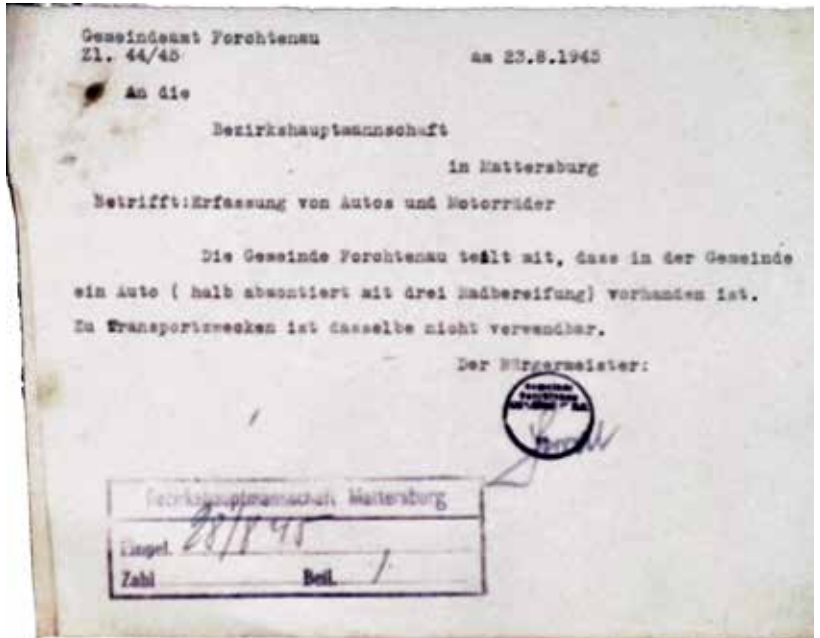 Gemeindeamt Forchtenau
Zl. 44/45 am 23.8.1945
An die
Bezirkshauptmannschaft
in Mattersburg
Betrifft:Erfassung von Autos und Motorräder
Die Gemeinde Forchtenau teilt mit, dass in der Gemeinde
ein Auto ( halb abmontiert mit drei Radbereifung) vorhanden ist.
Zu Transportzwecken ist dasselbe nicht verwendbar.
Der Bürgermeister:
Gemeinde
Forchtenau
Bezirkshauptmannschaft Mattersburg
Eingel. 28/8 45
Zahl Beil. 1